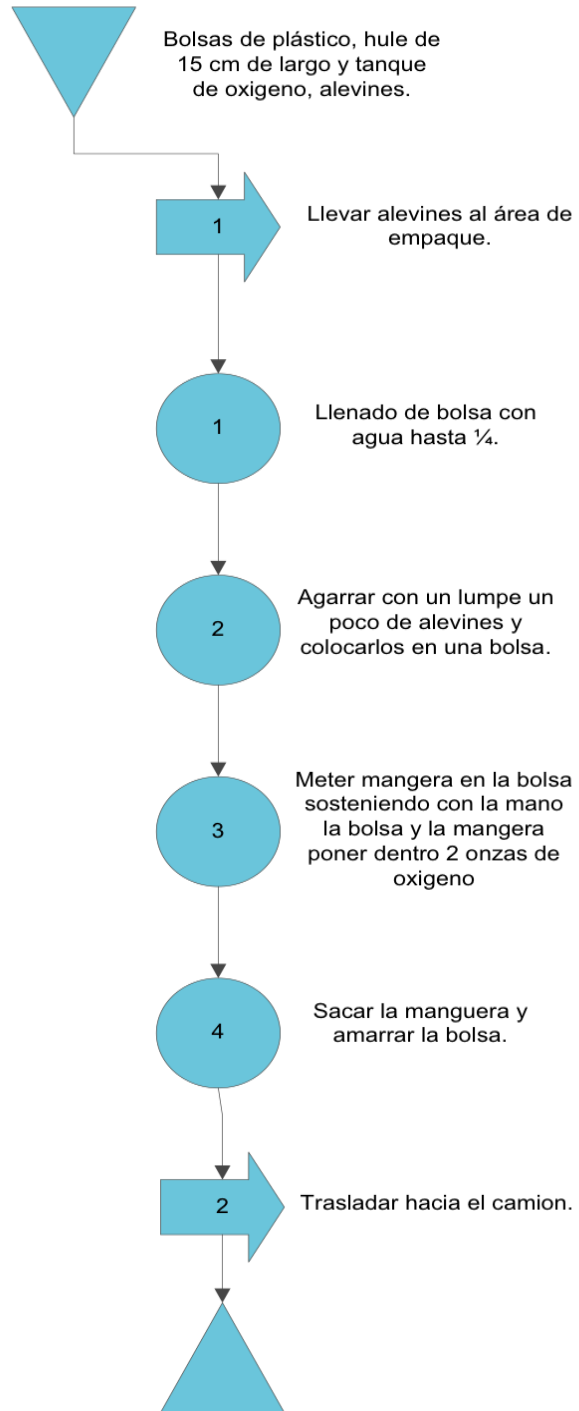 Bolsas de plástico, hule de
15 cm de largo y tanque
de oxigeno, alevines.
1
Llevar alevines al área de
empaque.
1
Llenado de bolsa con
agua hasta ¼.
2
Agarrar con un lumpe un
poco de alevines y
colocarlos en una bolsa.
3
Meter mangera en la bolsa
sosteniendo con la mano
la bolsa y la mangera
poner dentro 2 onzas de
oxigeno
4
Sacar la manguera y
amarrar la bolsa.
2
Trasladar hacia el camion.